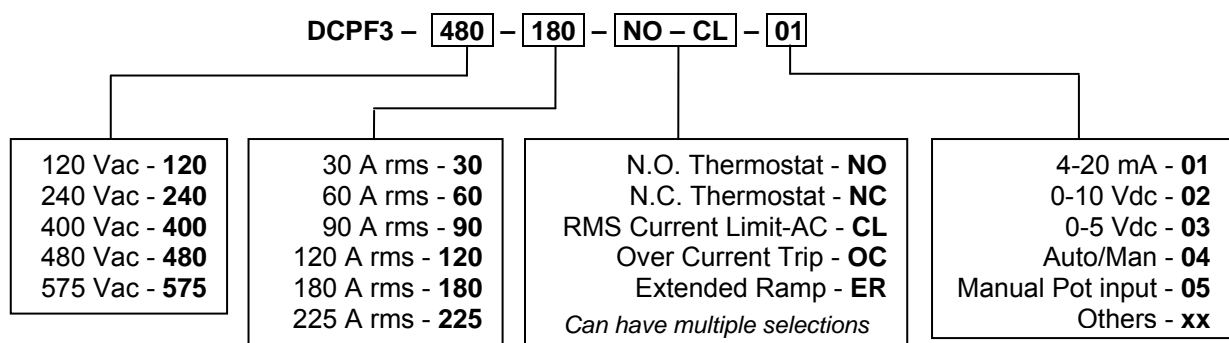 DCPF3 – 480 – 180 – NO – CL – 01
120 Vac - 120
240 Vac - 240
400 Vac - 400
480 Vac - 480
575 Vac - 575
30 A rms - 30
60 A rms - 60
90 A rms - 90
120 A rms - 120
180 A rms - 180
225 A rms - 225
N.O. Thermostat - NO
N.C. Thermostat - NC
RMS Current Limit-AC - CL
Over Current Trip - OC
Extended Ramp - ER
Can have multiple selections
4-20 mA - 01
0-10 Vdc - 02
0-5 Vdc - 03
Auto/Man - 04
Manual Pot input - 05
Others - xx